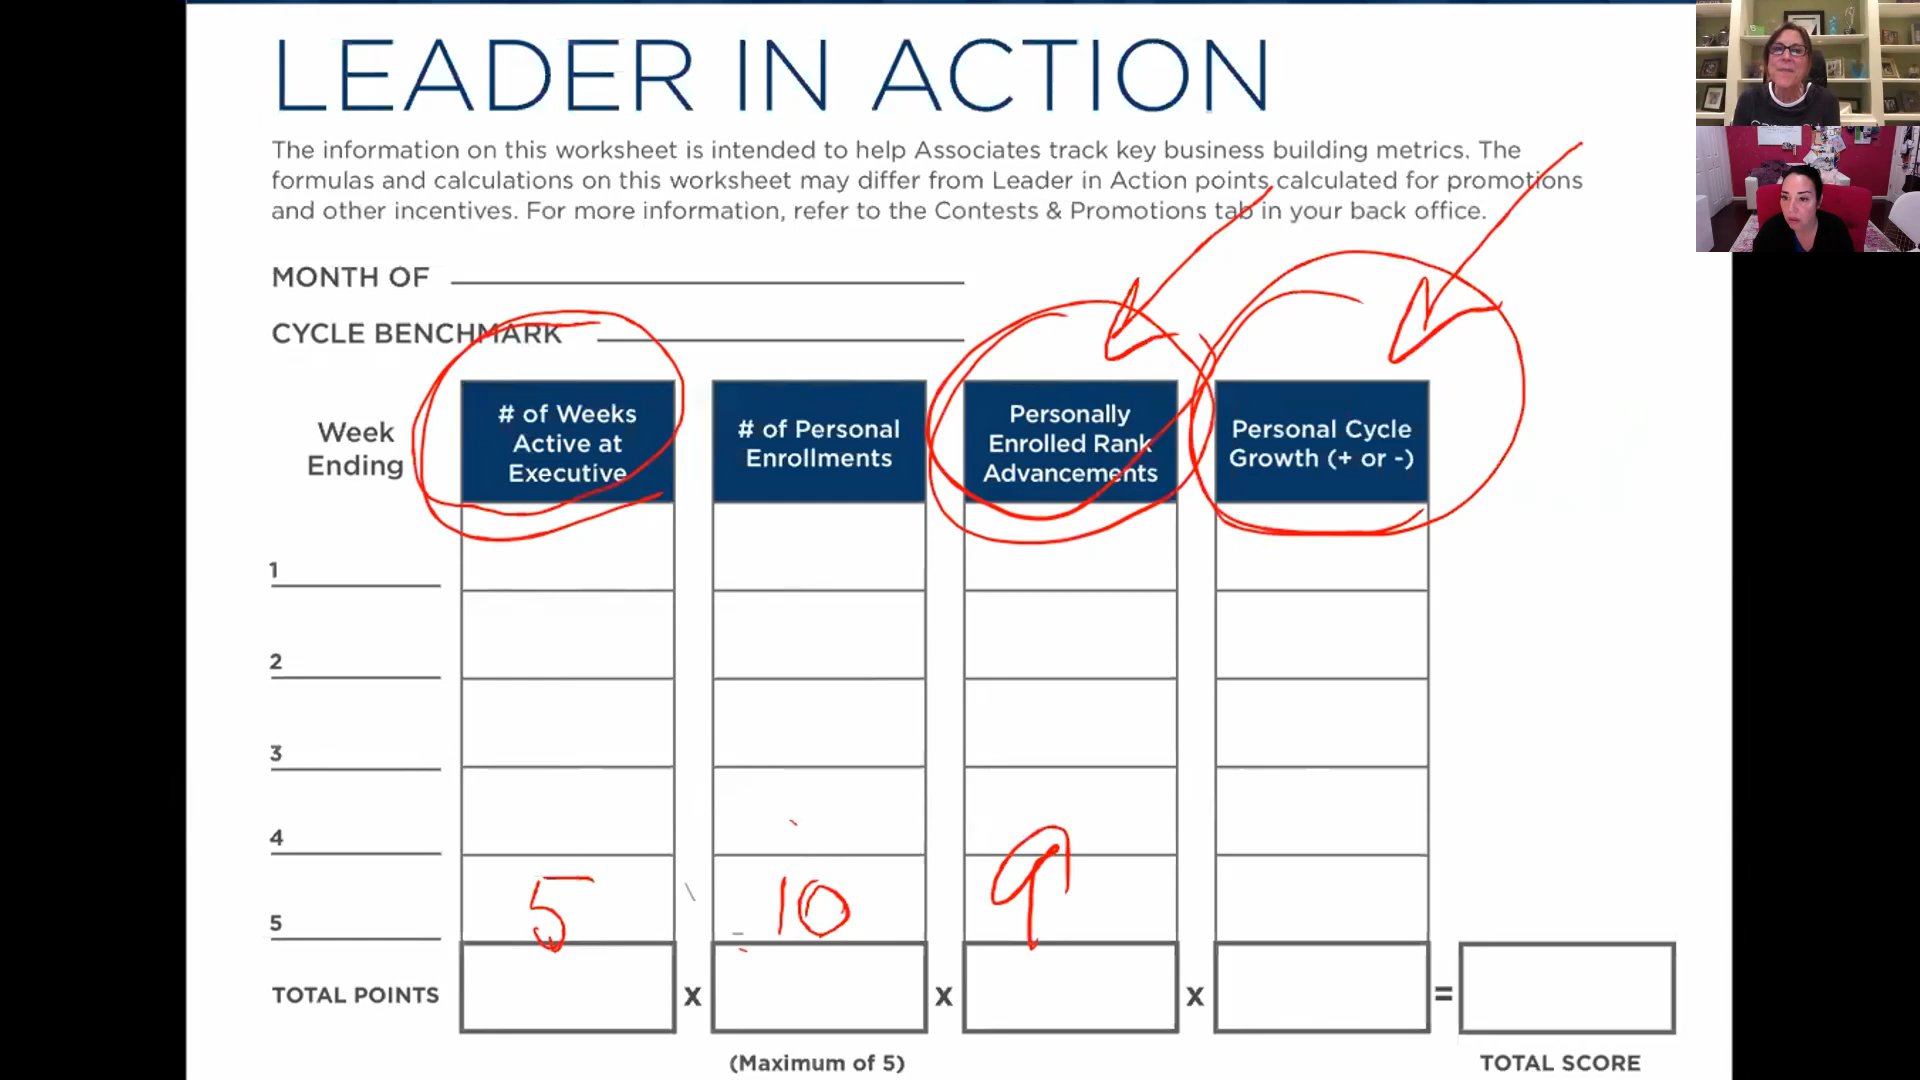 LEADER IN ACTION
The information on this worksheet is intended to help Associates track key business building metrics. The
formulas and calculations on this worksheet may differ from Leader in Action points calculated for promotions
and other incentives. For more information, refer to the Contests & Promotions tab in your back office.
MONTH OF
CYCLE BENCHMARK
Week
Ending
# of Weeks
Active at
Executive
# of Personal
Enrollments
Personally
Enrolled Rank
Advancements
Personal Cycle
Growth (+ or -)
1
2
3
4
5
5 10 9
TOTAL POINTS x x x =
(Maximum of 5)
TOTAL SCORE